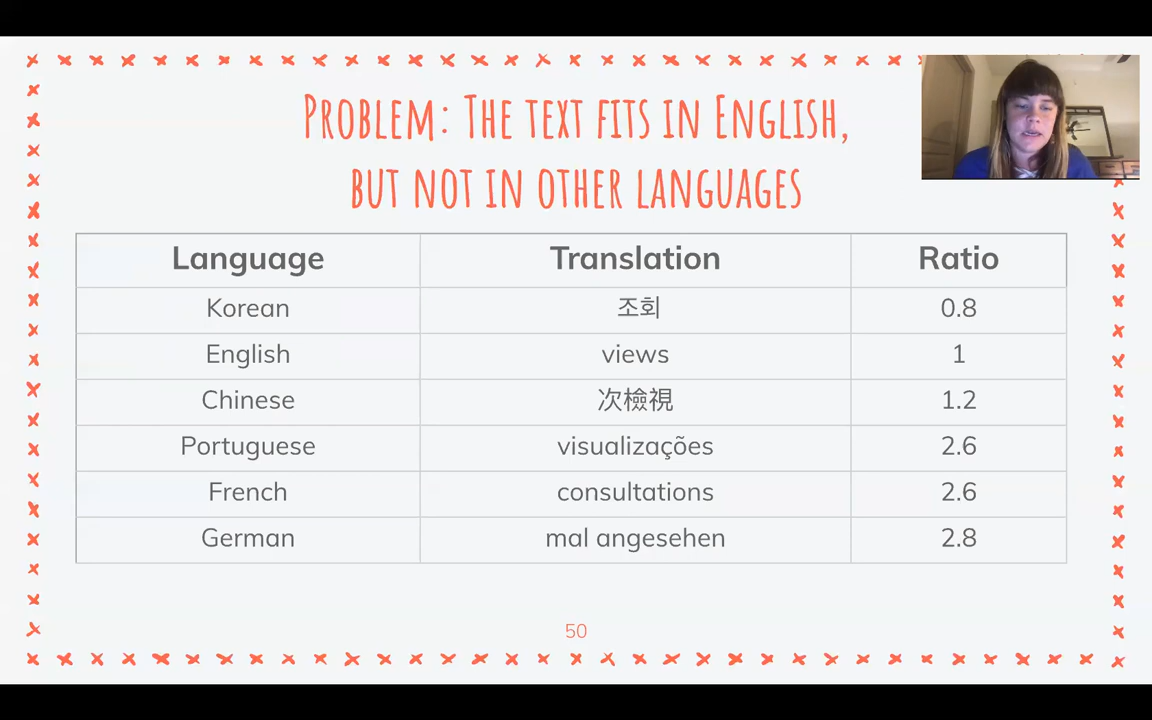 Problem: The text fits in English,
but not in other languages
Language Translation Ratio
Korean 조회 0.8
English views 1
Chinese 次檢視 1.2
Portuguese visualizações 2.6
French consultations 2.6
German mal angesehen 2.8
50